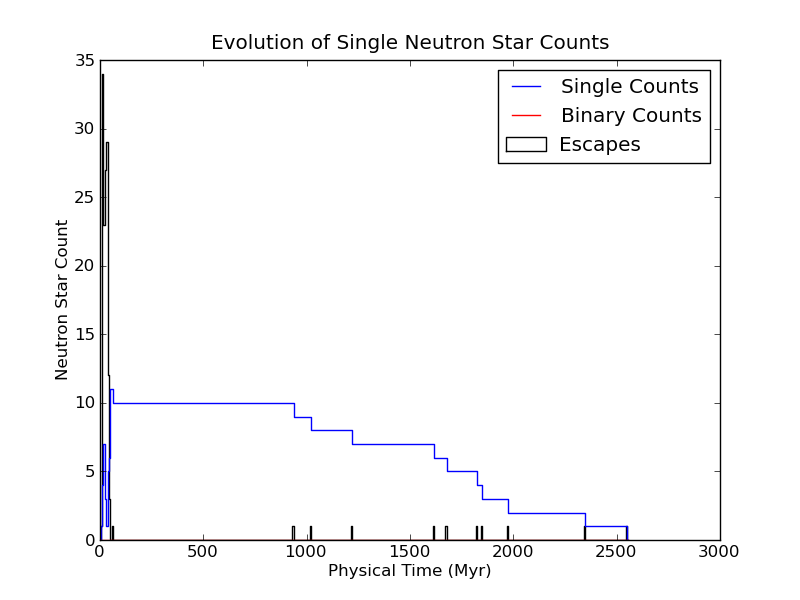 Evolution of Single Neutron Star Counts
Single Counts
Binary Counts
Escapes
Neutron Star Count
35
30
25
20
15
10
5
0
0 500 1000 1500 2000 2500 3000
Physical Time (Myr)